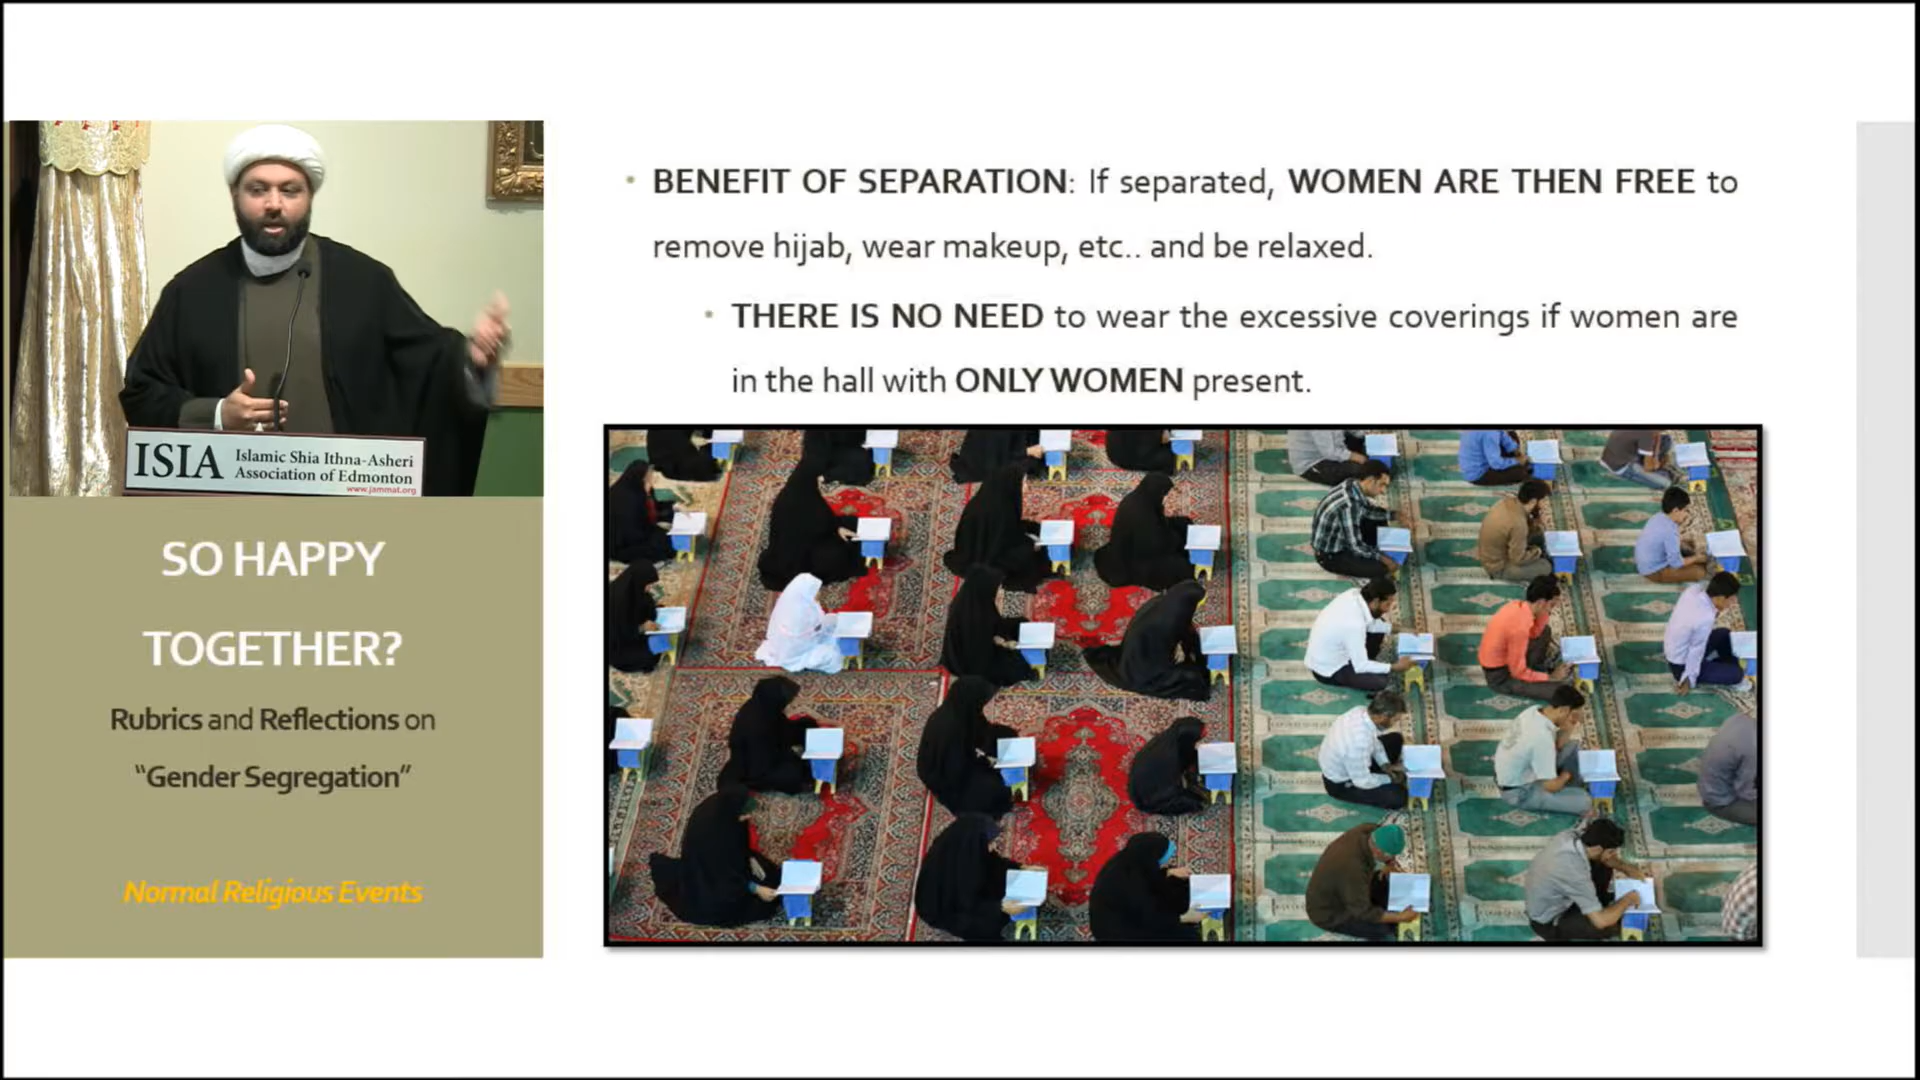 ISIA
Islamic Shia Ithna-Asheri
Association of Edmonton
www.jammat.org
SO HAPPY
TOGETHER?
Rubrics and Reflections on
“Gender Segregation”
Normal Religious Events
• BENEFIT OF SEPARATION: If separated, WOMEN ARE THEN FREE to
remove hijab, wear makeup, etc.. and be relaxed.
• THERE IS NO NEED to wear the excessive coverings if women are
in the hall with ONLY WOMEN present.